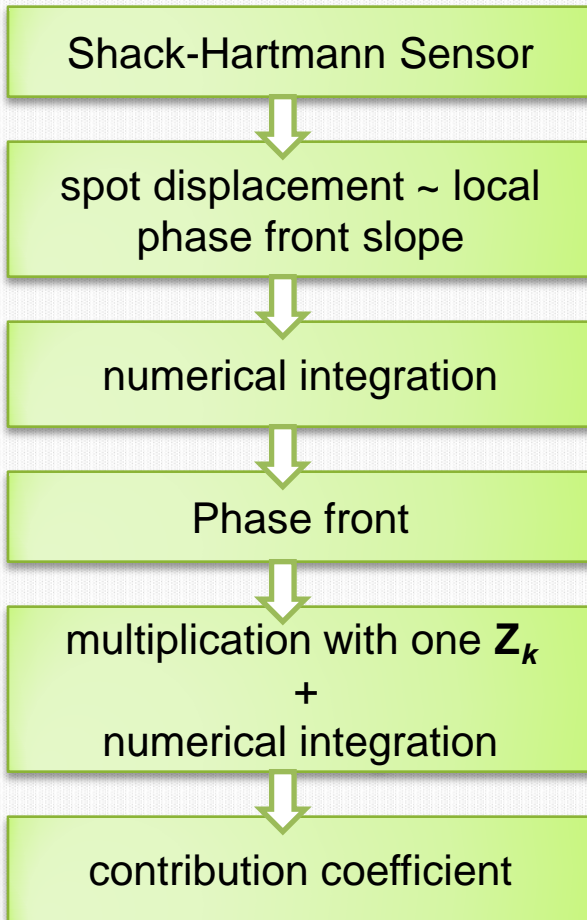 Shack-Hartmann Sensor
spot displacement ~ local
phase front slope
numerical integration
Phase front
multiplication with one Zk
+
numerical integration
contribution coefficient